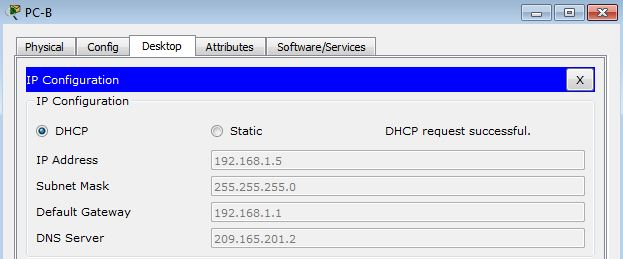 PC-B
Physical Config Desktop Attributes Software/Services
IP Configuration X
IP Configuration
DHCP Static DHCP request successful.
IP Address 192.168.1.5
Subnet Mask 255.255.255.0
Default Gateway 192.168.1.1
DNS Server 209.165.201.2